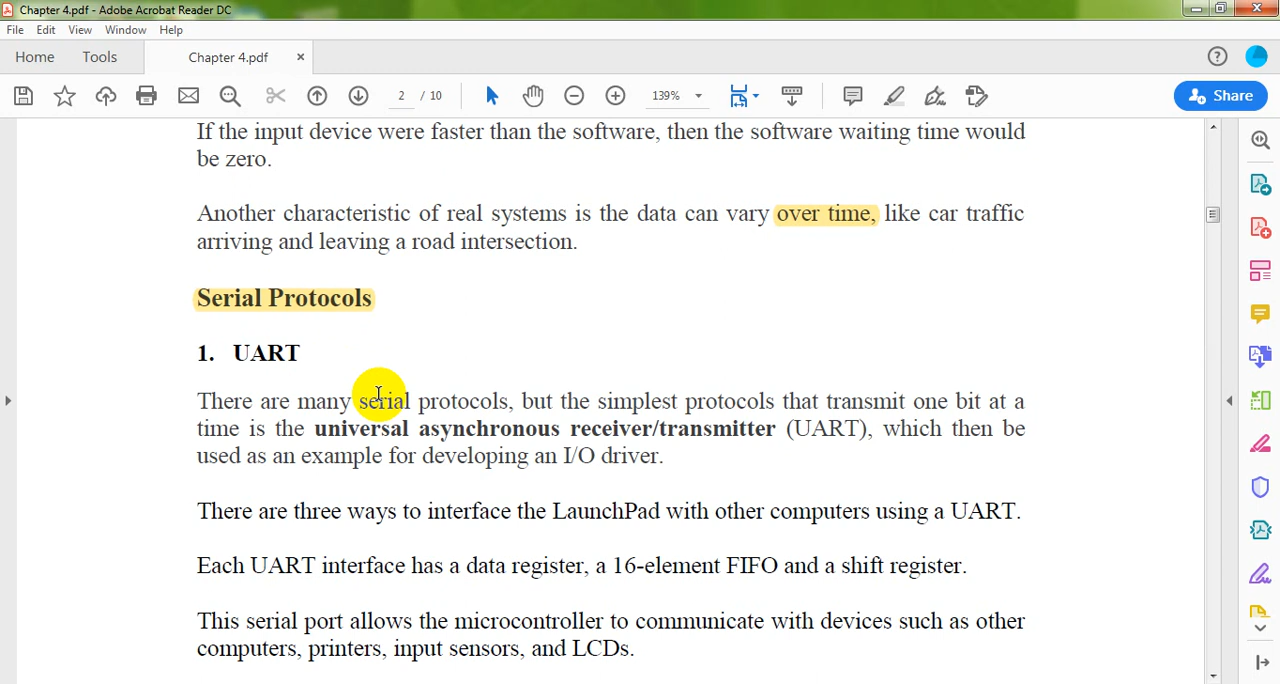 Chapter 4.pdf - Adobe Acrobat Reader DC
File Edit View Window Help
Home Tools Chapter 4.pdf ×
2 / 10 139% Share
If the input device were faster than the software, then the software waiting time would
be zero.
Another characteristic of real systems is the data can vary over time, like car traffic
arriving and leaving a road intersection.
Serial Protocols
1. UART
There are many serial protocols, but the simplest protocols that transmit one bit at a
time is the universal asynchronous receiver/transmitter (UART), which then be
used as an example for developing an I/O driver.
There are three ways to interface the LaunchPad with other computers using a UART.
Each UART interface has a data register, a 16-element FIFO and a shift register.
This serial port allows the microcontroller to communicate with devices such as other
computers, printers, input sensors, and LCDs.